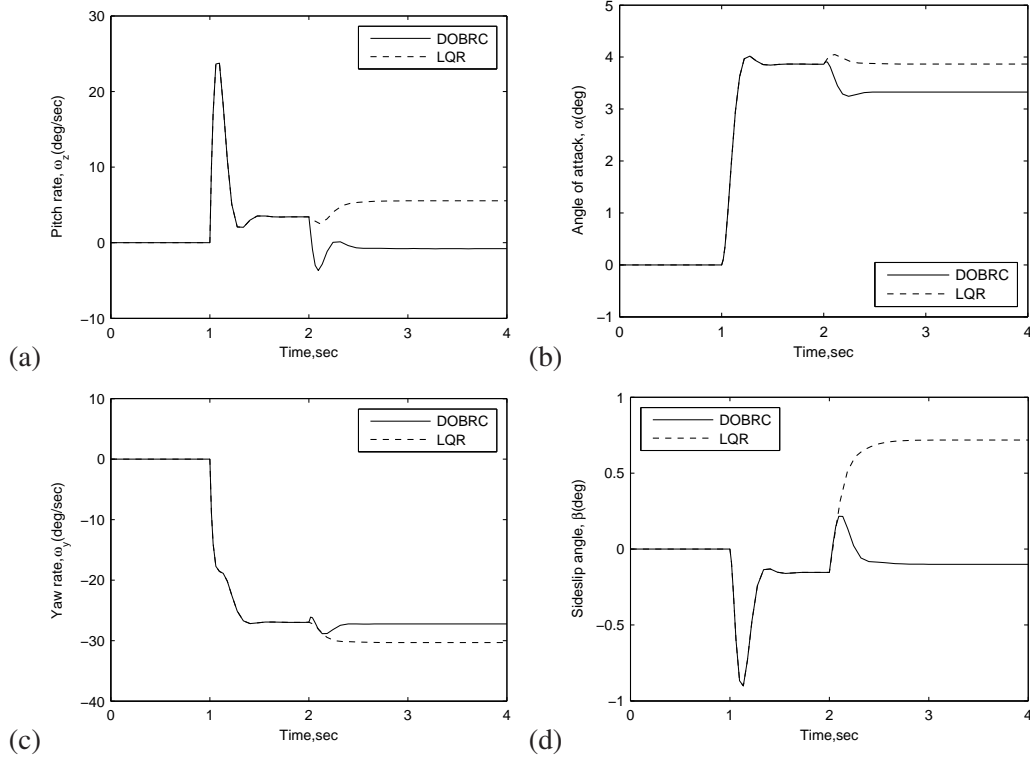 30
20
10
0
−10
0
1
2
3
4
Time,sec
Pitch rate, ωz(deg/sec)
DOBRC
LQR
(a)
5
4
3
2
1
0
−1
0
1
2
3
4
Time,sec
Angle of attack, α(deg)
DOBRC
LQR
(b)
10
0
−10
−20
−30
−40
0
1
2
3
4
Time,sec
Yaw rate,ωy(deg/sec)
DOBRC
LQR
(c)
1
0.5
0
−0.5
−1
0
1
2
3
4
Time,sec
Sideslip angle, β(deg)
DOBRC
LQR
(d)